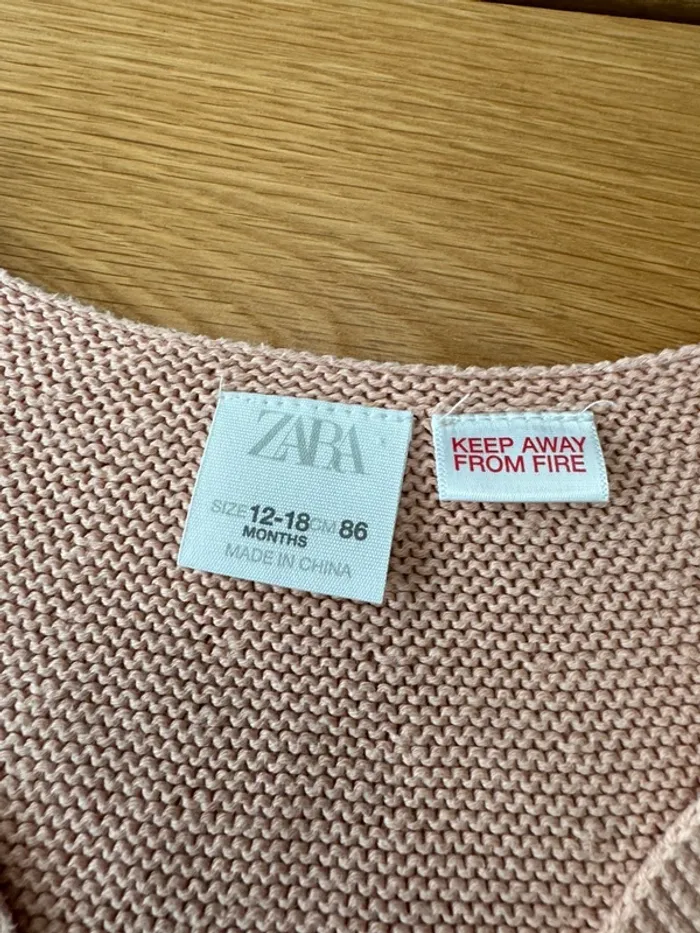 ZARA
SIZE 12-18 CM 86
MONTHS
MADE IN CHINA
KEEP AWAY
FROM FIRE